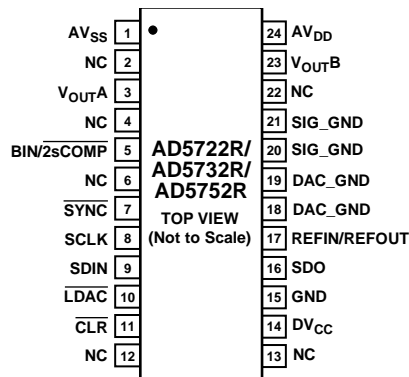 AVSS 1
NC 2
VOUTA 3
NC 4
BIN/2sCOMP 5
NC 6
SYNC 7
SCLK 8
SDIN 9
LDAC 10
CLR 11
NC 12
AD5722R/
AD5732R/
AD5752R
TOP VIEW
(Not to Scale)
24 AVDD
23 VOUTB
22 NC
21 SIG_GND
20 SIG_GND
19 DAC_GND
18 DAC_GND
17 REFIN/REFOUT
16 SDO
15 GND
14 DVCC
13 NC